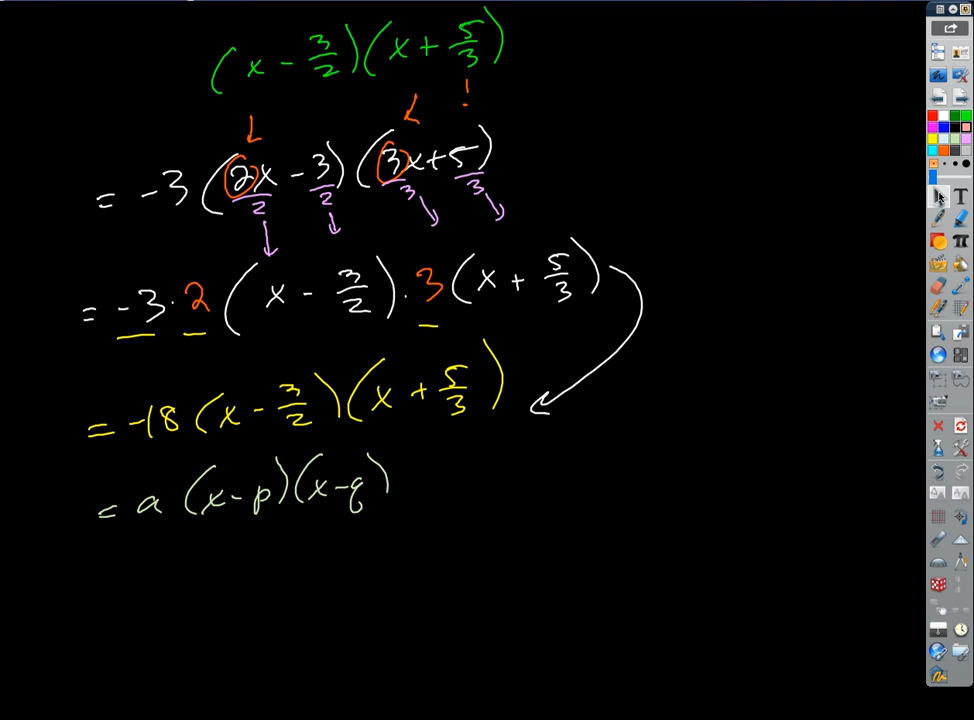 (x - 3/2)(x + 5/3)
!
= -3 (2x - 3) (3x + 5)
2 2 3 3
= -3 · 2 (x - 3/2) · 3 (x + 5/3)
= -18 (x - 3/2)(x + 5/3)
= a (x - p)(x - q)
T
π